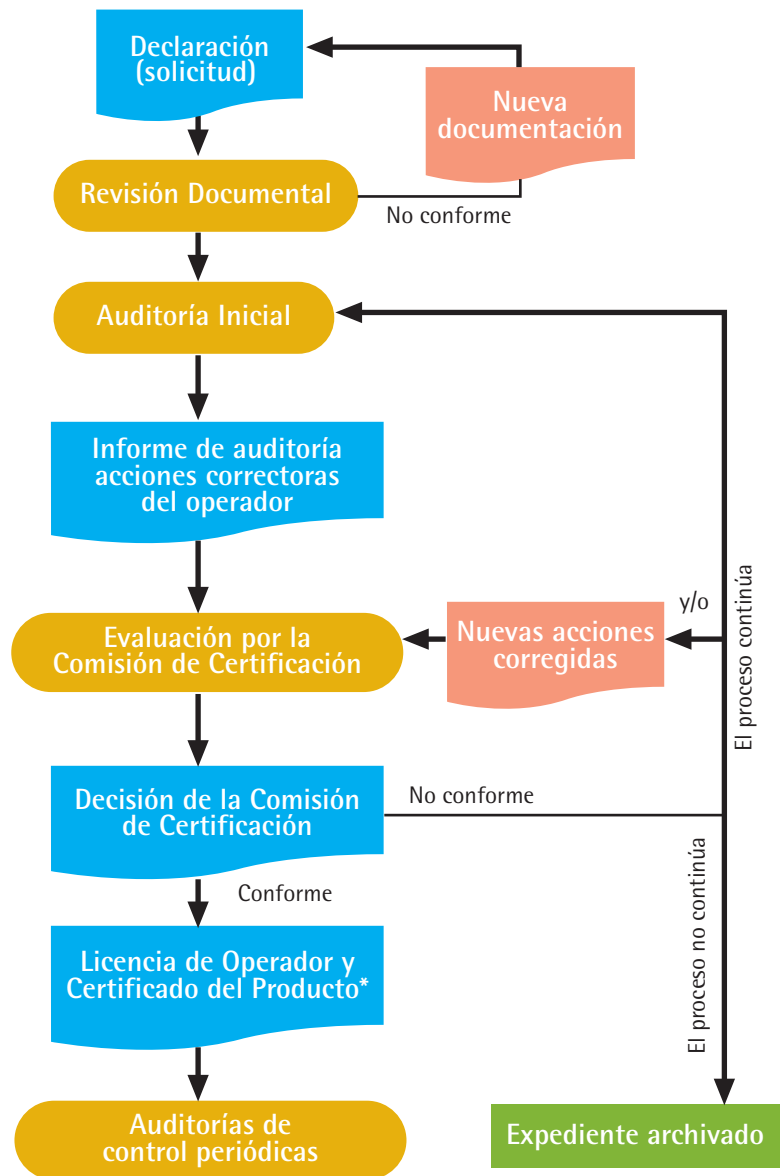 Declaración
(solicitud)
Nueva
documentación
Revisión Documental
No conforme
Auditoría Inicial
Informe de auditoría
acciones correctoras
del operador
El proceso continúa
y/o
Evaluación por la
Comisión de Certificación
Nuevas acciones
corregidas
Decisión de la Comisión
de Certificación
No conforme
Conforme
El proceso no continúa
Licencia de Operador y
Certificado del Producto*
Auditorías de
control periódicas
Expediente archivado